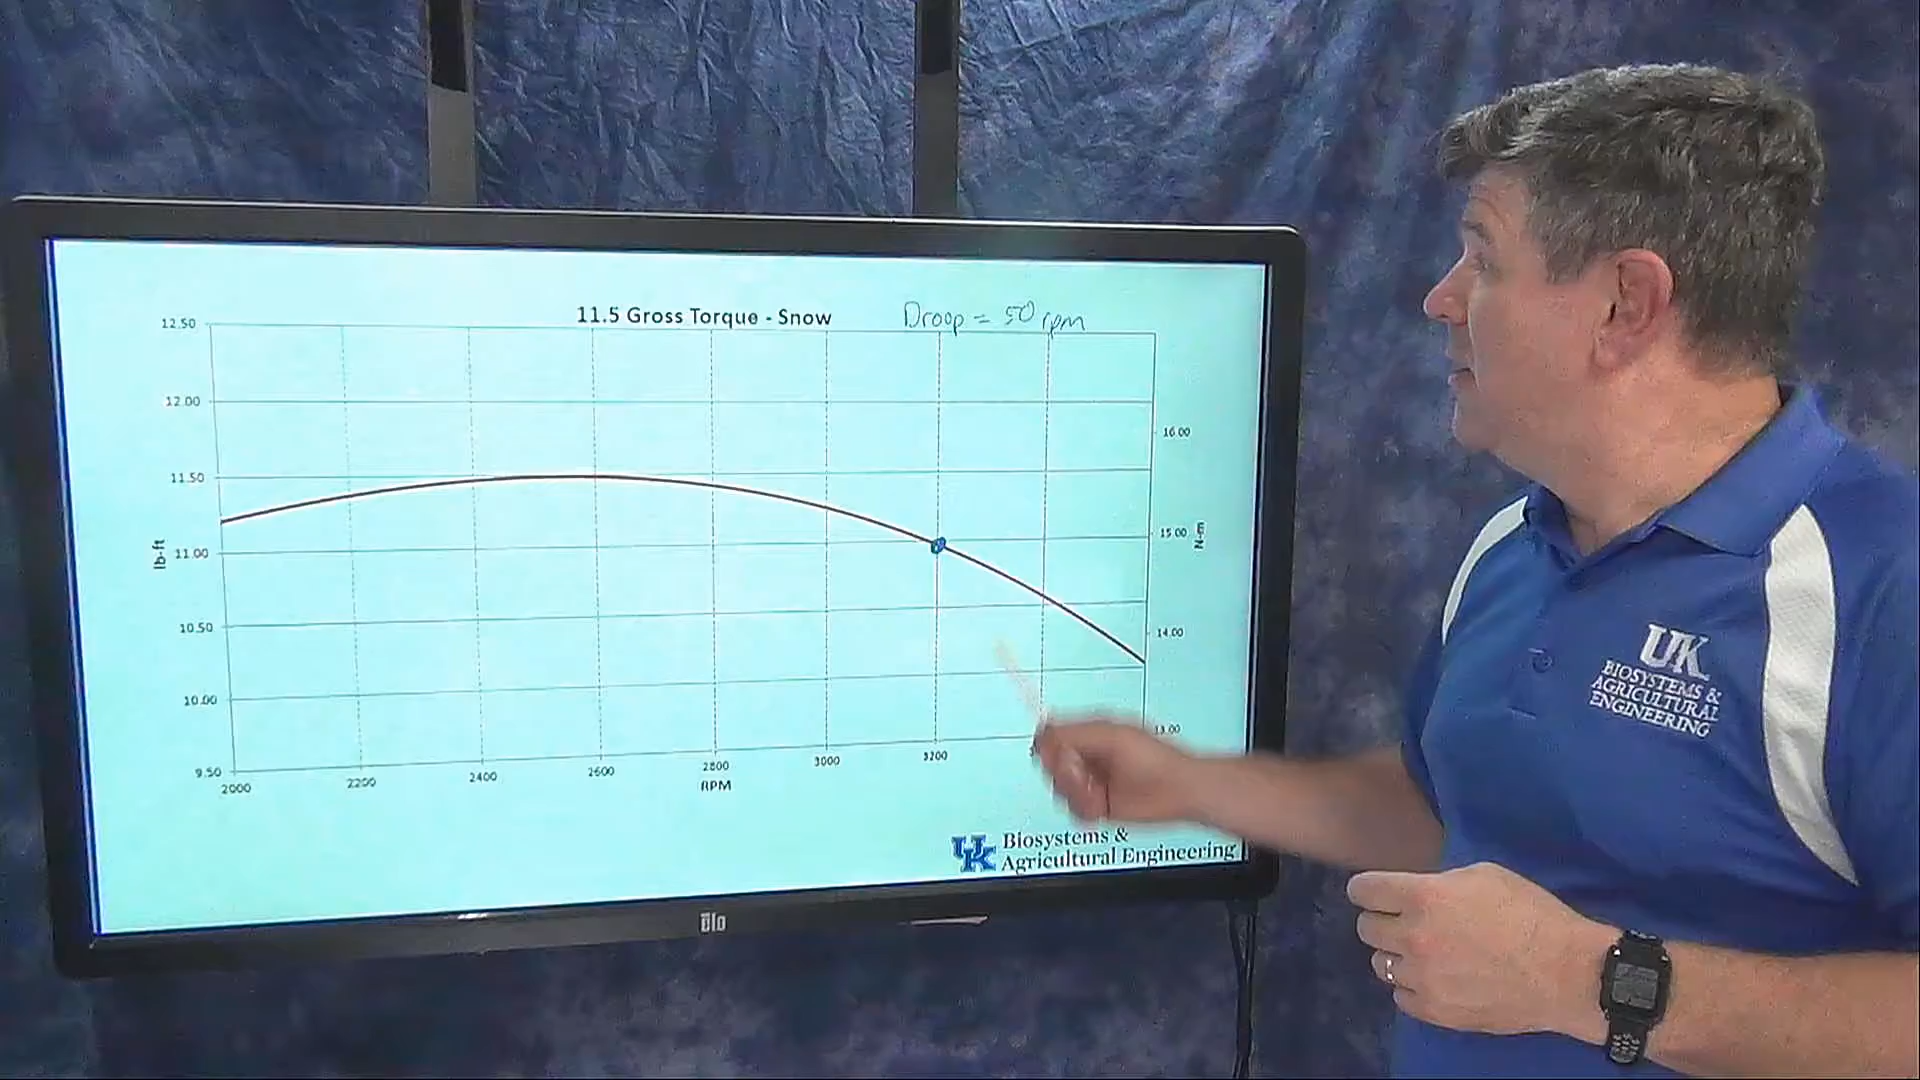 11.5 Gross Torque - Snow
Droop = 50 rpm
12.50
12.00
11.50
11.00
10.50
10.00
9.50
lb-ft
16.00
15.00
14.00
13.00
N-m
2000 2200 2400 2600 2800 3000 3200
RPM
UK Biosystems &
Agricultural Engineering
elo
UK
BIOSYSTEMS &
AGRICULTURAL
ENGINEERING